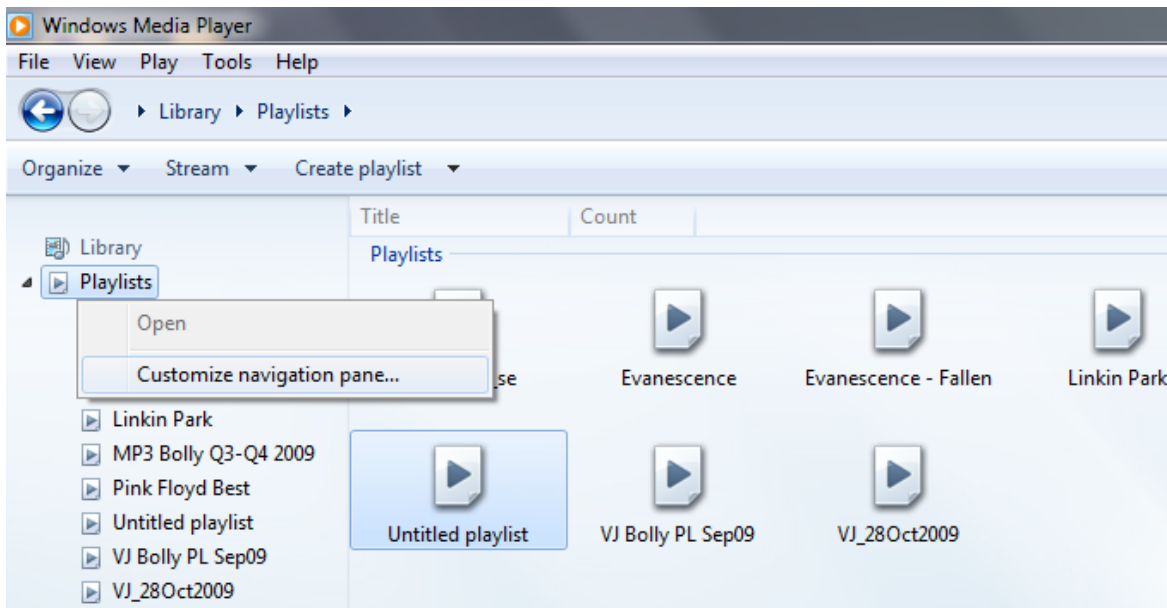 Windows Media Player
File View Play Tools Help
Library Playlists
Organize Stream Create playlist
Title Count
Library
Playlists
Playlists
Open
Customize navigation pane...
_se Evanescence Evanescence - Fallen Linkin Park
Linkin Park
MP3 Bolly Q3-Q4 2009
Pink Floyd Best
Untitled playlist
VJ Bolly PL Sep09
VJ_28Oct2009
Untitled playlist VJ Bolly PL Sep09 VJ_28Oct2009